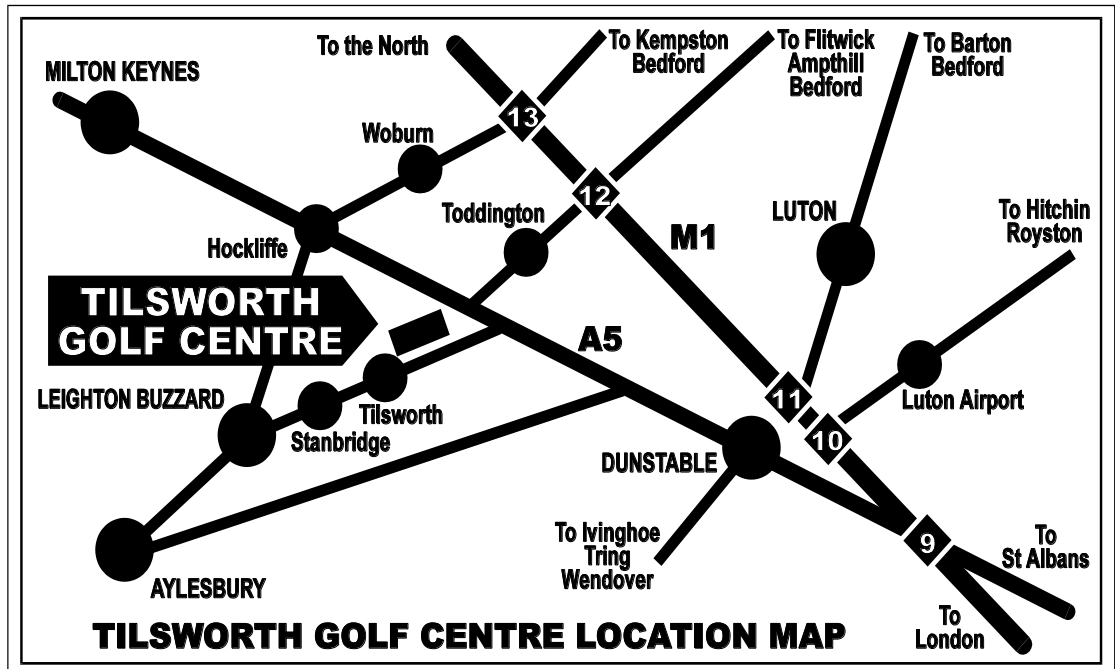 To the North
To Kempston
Bedford
To Flitwick
Ampthill
Bedford
To Barton
Bedford
MILTON KEYNES
13
Woburn
12
Toddington
LUTON
To Hitchin
Royston
M1
Hockliffe
TILSWORTH
GOLF CENTRE
A5
LEIGHTON BUZZARD
Tilsworth
Stanbridge
11
Luton Airport
10
DUNSTABLE
To Ivinghoe
Tring
Wendover
9
To
St Albans
AYLESBURY
To
London
TILSWORTH GOLF CENTRE LOCATION MAP